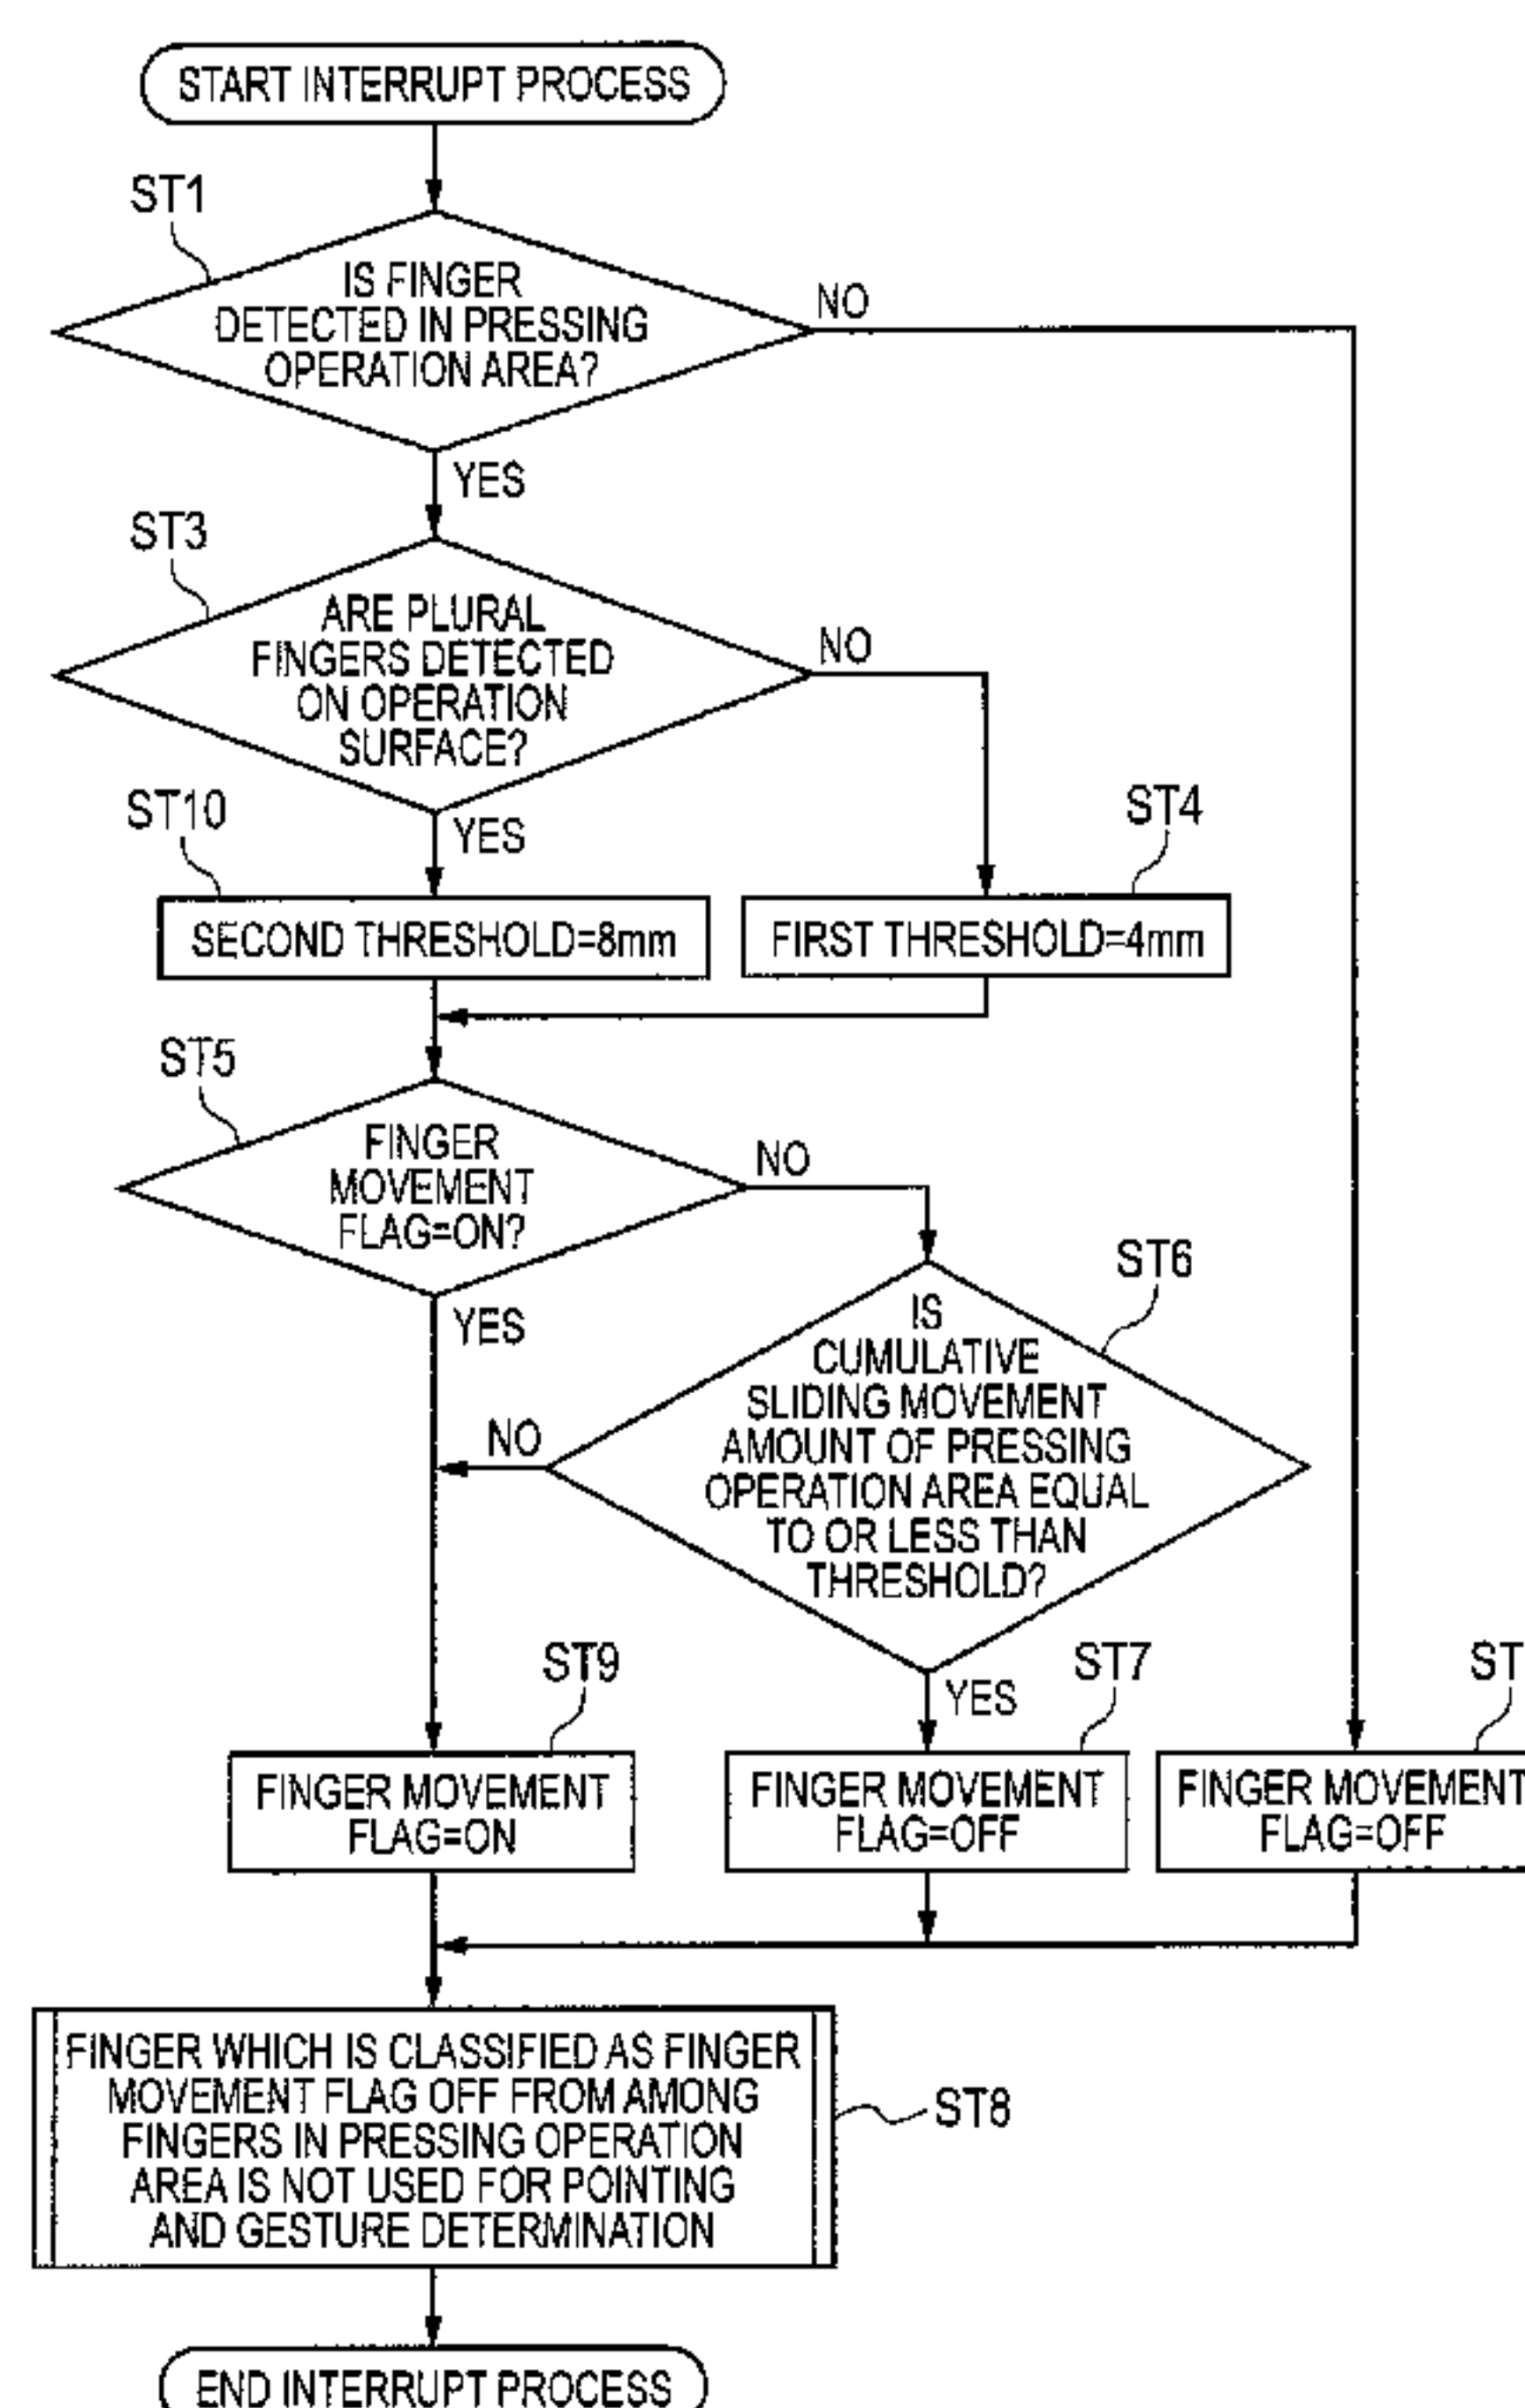 START INTERRUPT PROCESS
ST1
IS FINGER
DETECTED IN PRESSING
OPERATION AREA?
NO
YES
ST3
ARE PLURAL
FINGERS DETECTED
ON OPERATION
SURFACE?
NO
YES
ST10
SECOND THRESHOLD=8mm
ST4
FIRST THRESHOLD=4mm
ST5
FINGER
MOVEMENT
FLAG=ON?
NO
YES
ST6
IS
CUMULATIVE
SLIDING MOVEMENT
AMOUNT OF PRESSING
OPERATION AREA EQUAL
TO OR LESS THAN
THRESHOLD?
NO
YES
ST9
FINGER MOVEMENT
FLAG=ON
ST7
FINGER MOVEMENT
FLAG=OFF
ST
FINGER MOVEMENT
FLAG=OFF
FINGER WHICH IS CLASSIFIED AS FINGER
MOVEMENT FLAG OFF FROM AMONG
FINGERS IN PRESSING OPERATION
AREA IS NOT USED FOR POINTING
AND GESTURE DETERMINATION
ST8
END INTERRUPT PROCESS